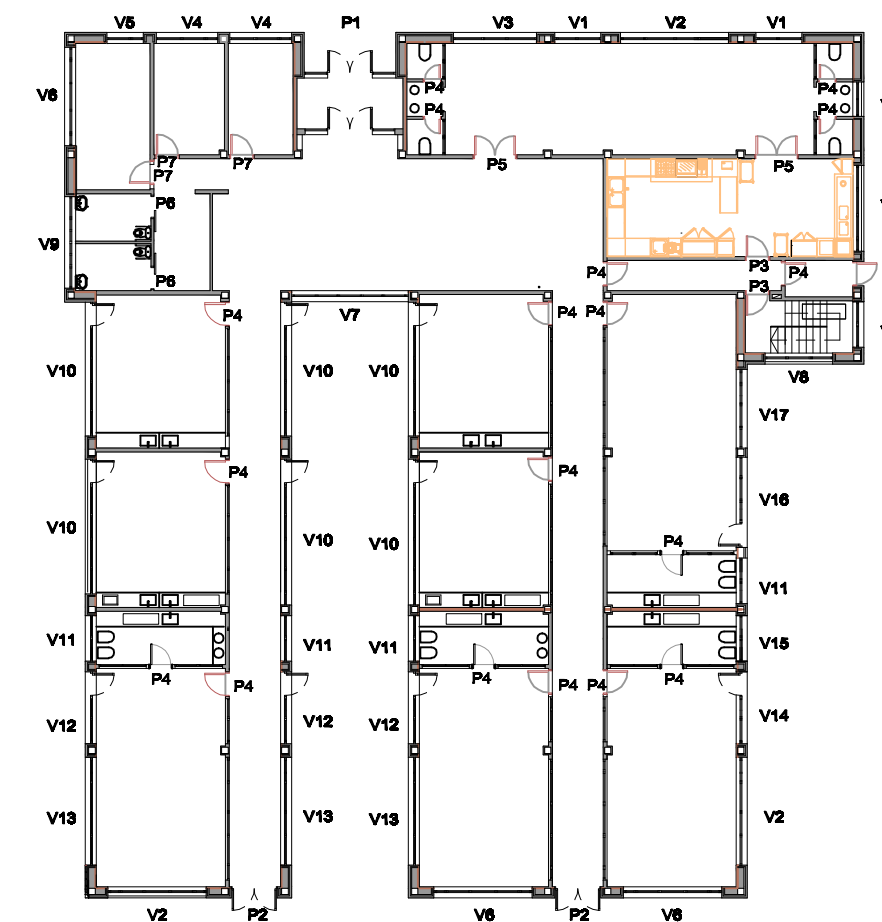 V5 V4 V4 P1 V3 V1 V2 V1
V6
P4 P4
P4 P4
P7 P7 P5 P5
P7
P6
V9
P6
P3
P4 P4
P3
P4 V7 P4 P4
V10 V10 V10 V8
V17
P4 P4
V10 V10 V10 V16
P4
V11
V11 V11 V11 V15
P4 P4 P4
P4 P4 P4
V12 V12 V12 V14
V13 V13 V13 V2
V2 P2 V6 P2 V6